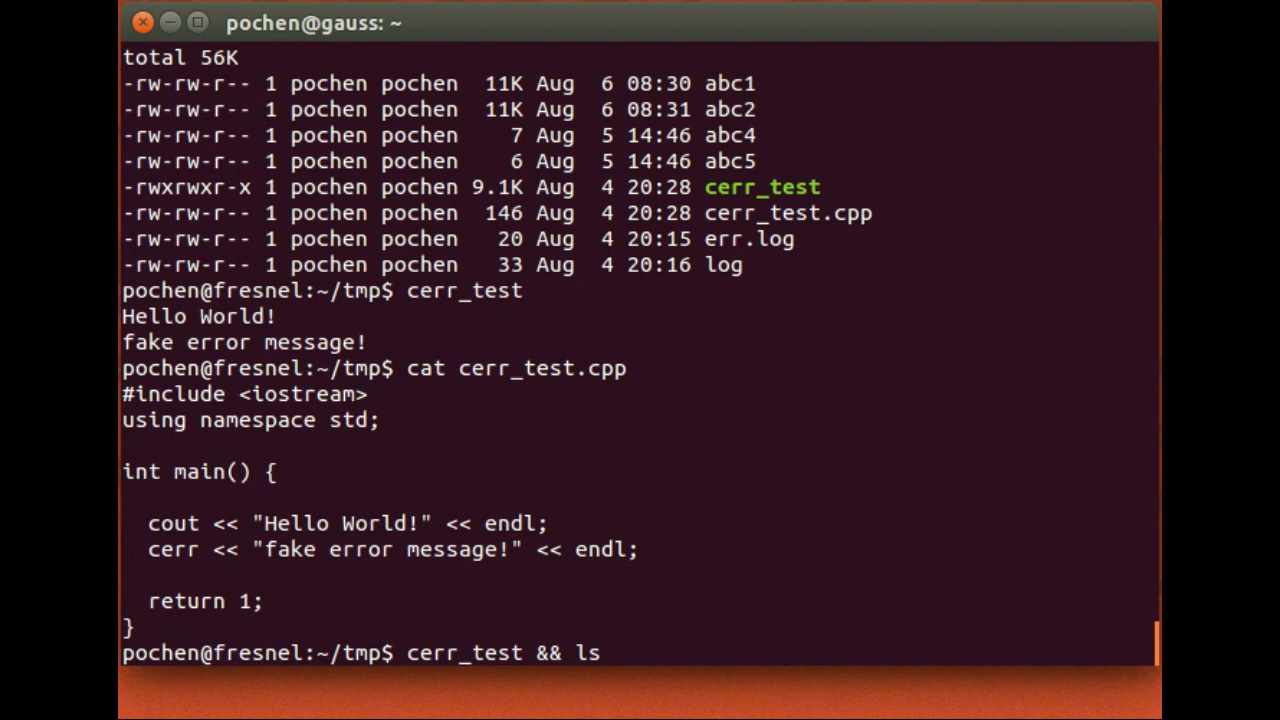 pochen@gauss: ~
total 56K
-rw-rw-r-- 1 pochen pochen  11K Aug  6 08:30 abc1
-rw-rw-r-- 1 pochen pochen  11K Aug  6 08:31 abc2
-rw-rw-r-- 1 pochen pochen    7 Aug  5 14:46 abc4
-rw-rw-r-- 1 pochen pochen    6 Aug  5 14:46 abc5
-rwxrwxr-x 1 pochen pochen 9.1K Aug  4 20:28 cerr_test
-rw-rw-r-- 1 pochen pochen  146 Aug  4 20:28 cerr_test.cpp
-rw-rw-r-- 1 pochen pochen   20 Aug  4 20:15 err.log
-rw-rw-r-- 1 pochen pochen   33 Aug  4 20:16 log
pochen@fresnel:~/tmp$ cerr_test
Hello World!
fake error message!
pochen@fresnel:~/tmp$ cat cerr_test.cpp
#include <iostream>
using namespace std;
int main() {
  cout << "Hello World!" << endl;
  cerr << "fake error message!" << endl;
  return 1;
}
pochen@fresnel:~/tmp$ cerr_test && ls